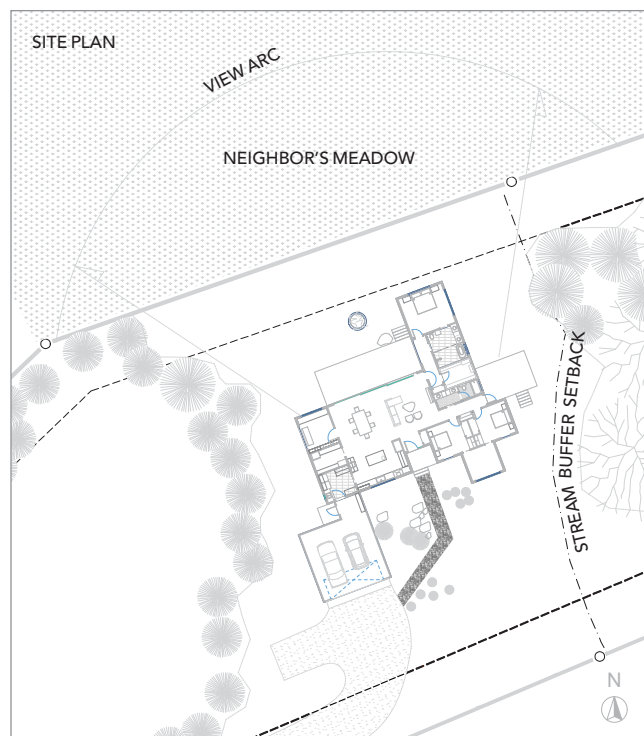 SITE PLAN
VIEW ARC
NEIGHBOR'S MEADOW
STREAM BUFFER SETBACK
N